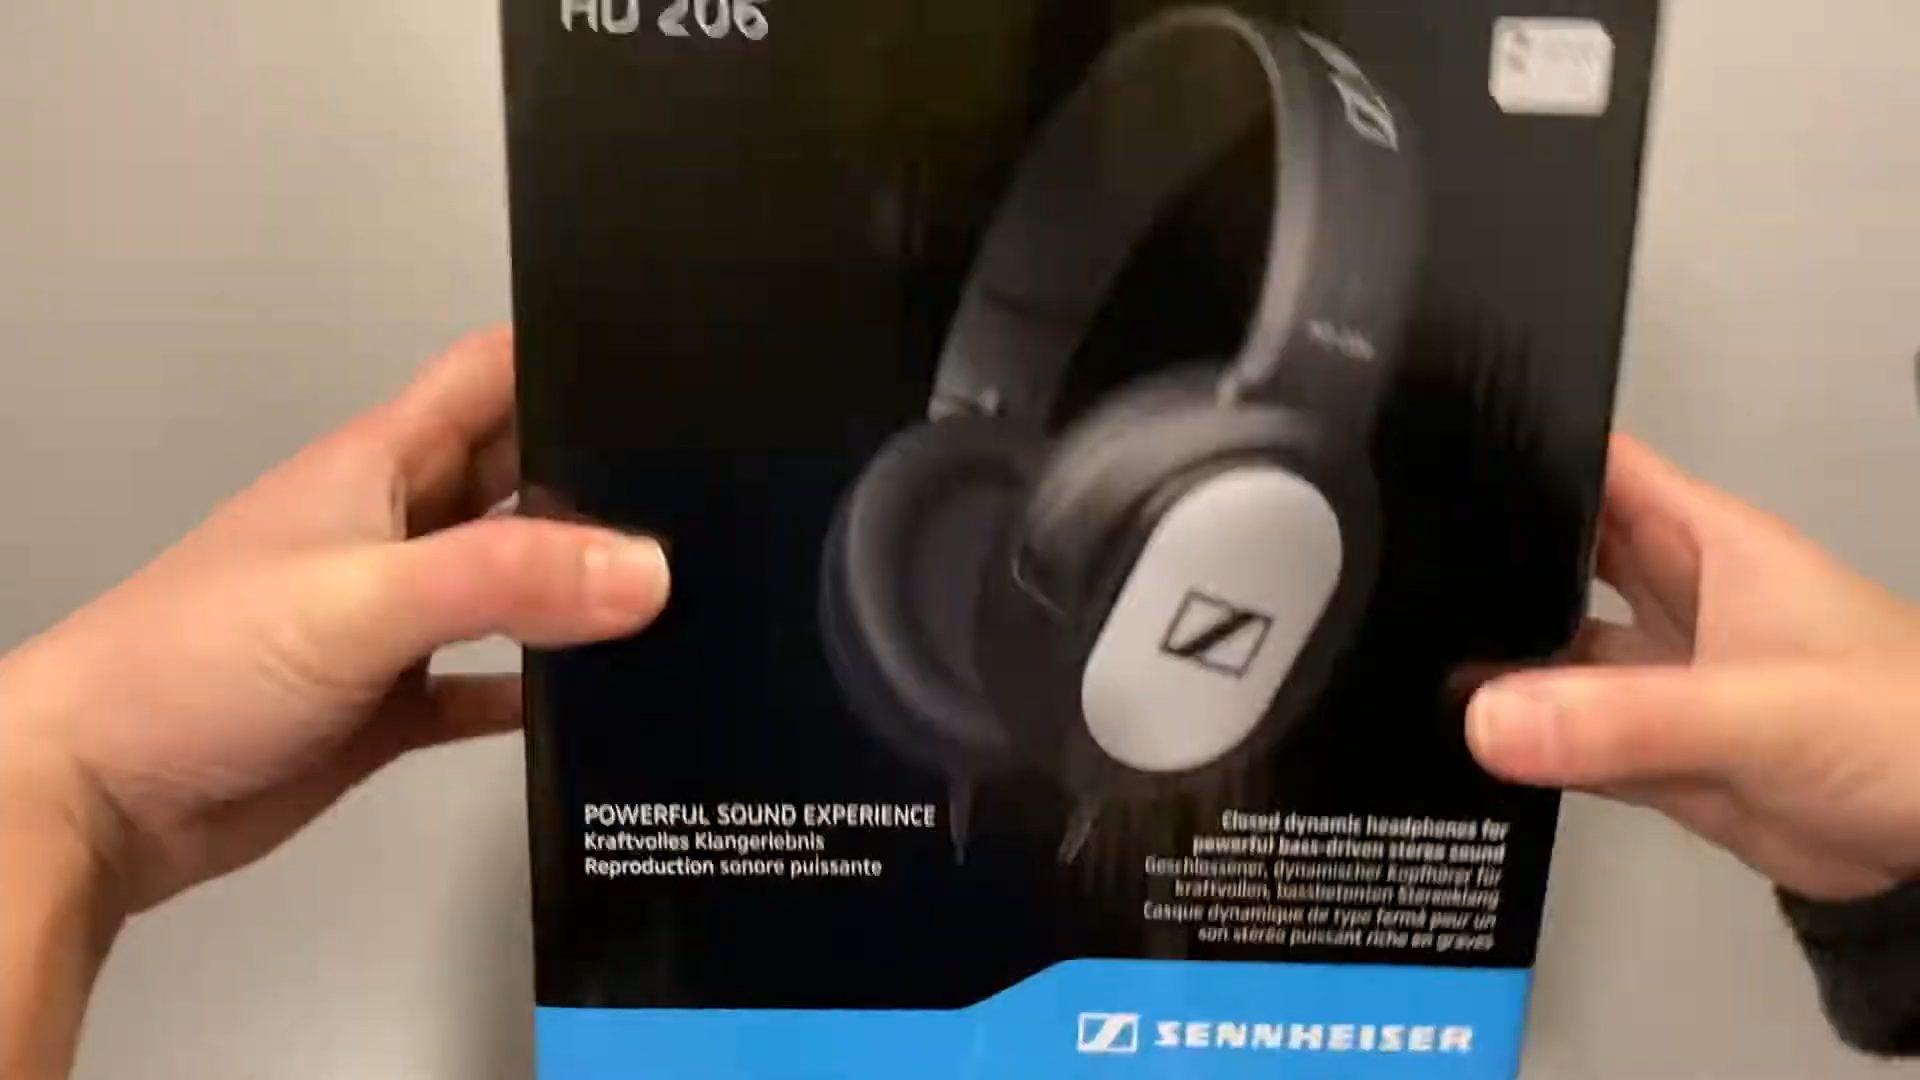 HD 206
POWERFUL SOUND EXPERIENCE
Kraftvolles Klangerlebnis
Reproduction sonore puissante
Closed dynamic headphones for
powerful bass-driven stereo sound
Geschlossener, dynamischer Kopfhörer für
kraftvollen, bassbetonten Stereoklang
Casque dynamique de type fermé pour un
son stéréo puissant riche en graves
SENNHEISER